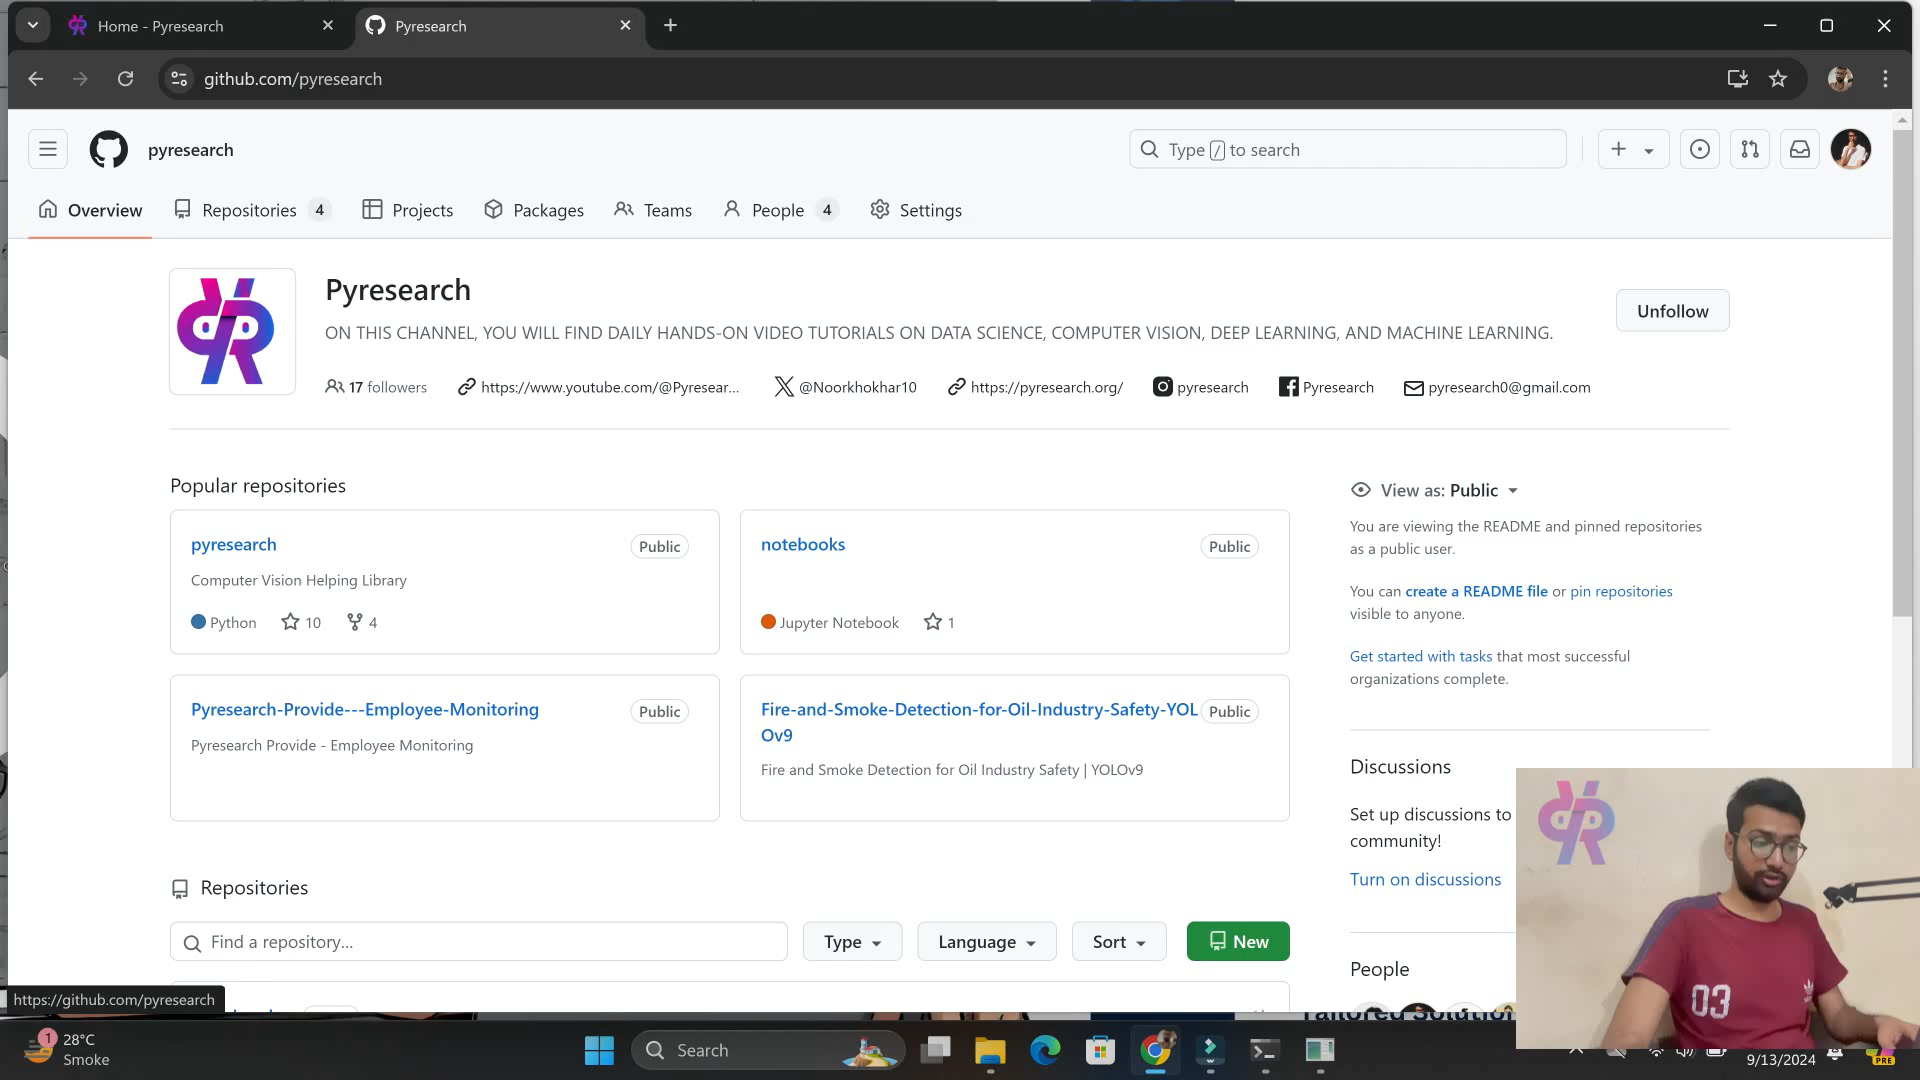 Home - Pyresearch
Pyresearch
github.com/pyresearch
pyresearch
Type / to search
Overview
Repositories 4
Projects
Packages
Teams
People 4
Settings
Pyresearch
Unfollow
ON THIS CHANNEL, YOU WILL FIND DAILY HANDS-ON VIDEO TUTORIALS ON DATA SCIENCE, COMPUTER VISION, DEEP LEARNING, AND MACHINE LEARNING.
17 followers
https://www.youtube.com/@Pyresear...
@Noorkhokhar10
https://pyresearch.org/
pyresearch
Pyresearch
pyresearch0@gmail.com
Popular repositories
pyresearch
Public
Computer Vision Helping Library
Python
10
4
notebooks
Public
Jupyter Notebook
1
Pyresearch-Provide---Employee-Monitoring
Public
Pyresearch Provide - Employee Monitoring
Fire-and-Smoke-Detection-for-Oil-Industry-Safety-YOL
Ov9
Public
Fire and Smoke Detection for Oil Industry Safety | YOLOv9
View as: Public
You are viewing the README and pinned repositories
as a public user.
You can create a README file or pin repositories
visible to anyone.
Get started with tasks that most successful
organizations complete.
Discussions
Set up discussions to
community!
Turn on discussions
People
Repositories
Find a repository...
Type
Language
Sort
New
https://github.com/pyresearch
Tailored Solution
03
1
28°C
Smoke
Search
9/13/2024
PRE